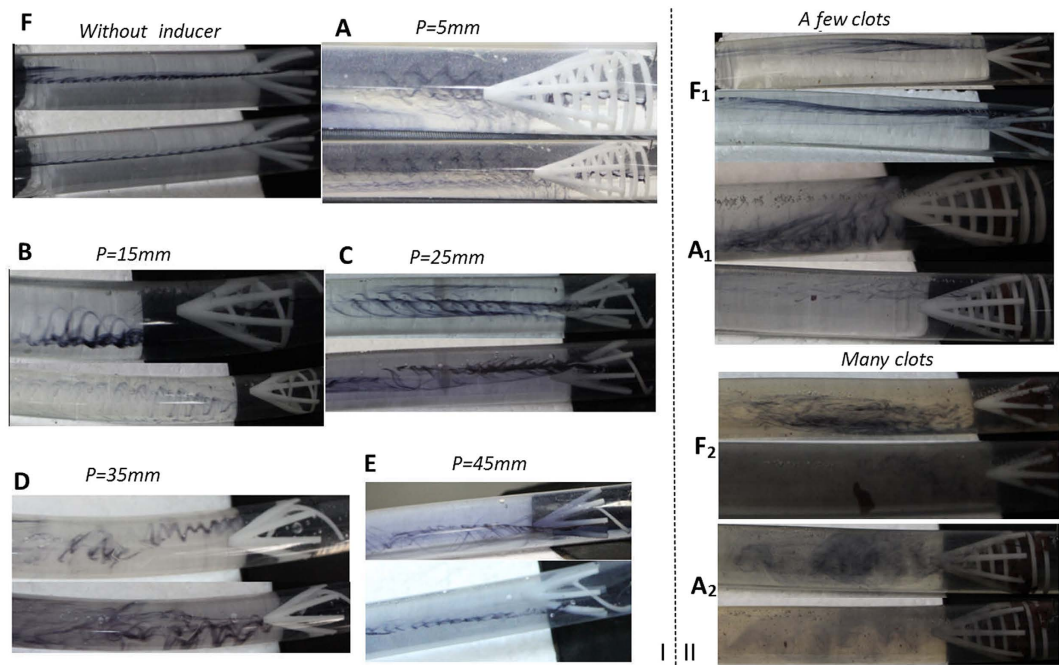 F
Without inducer
A
P=5mm
B
P=15mm
C
P=25mm
D
P=35mm
E
P=45mm
I
II
A few clots
F1
A1
Many clots
F2
A2